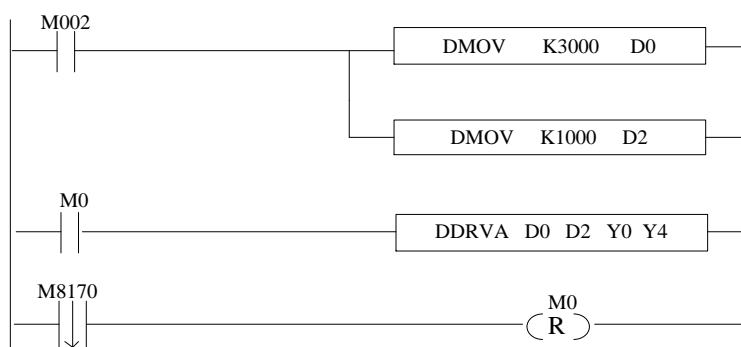 M002
DMOV K3000 D0
DMOV K1000 D2
M0
DDRVA D0 D2 Y0 Y4
M8170
M0
R